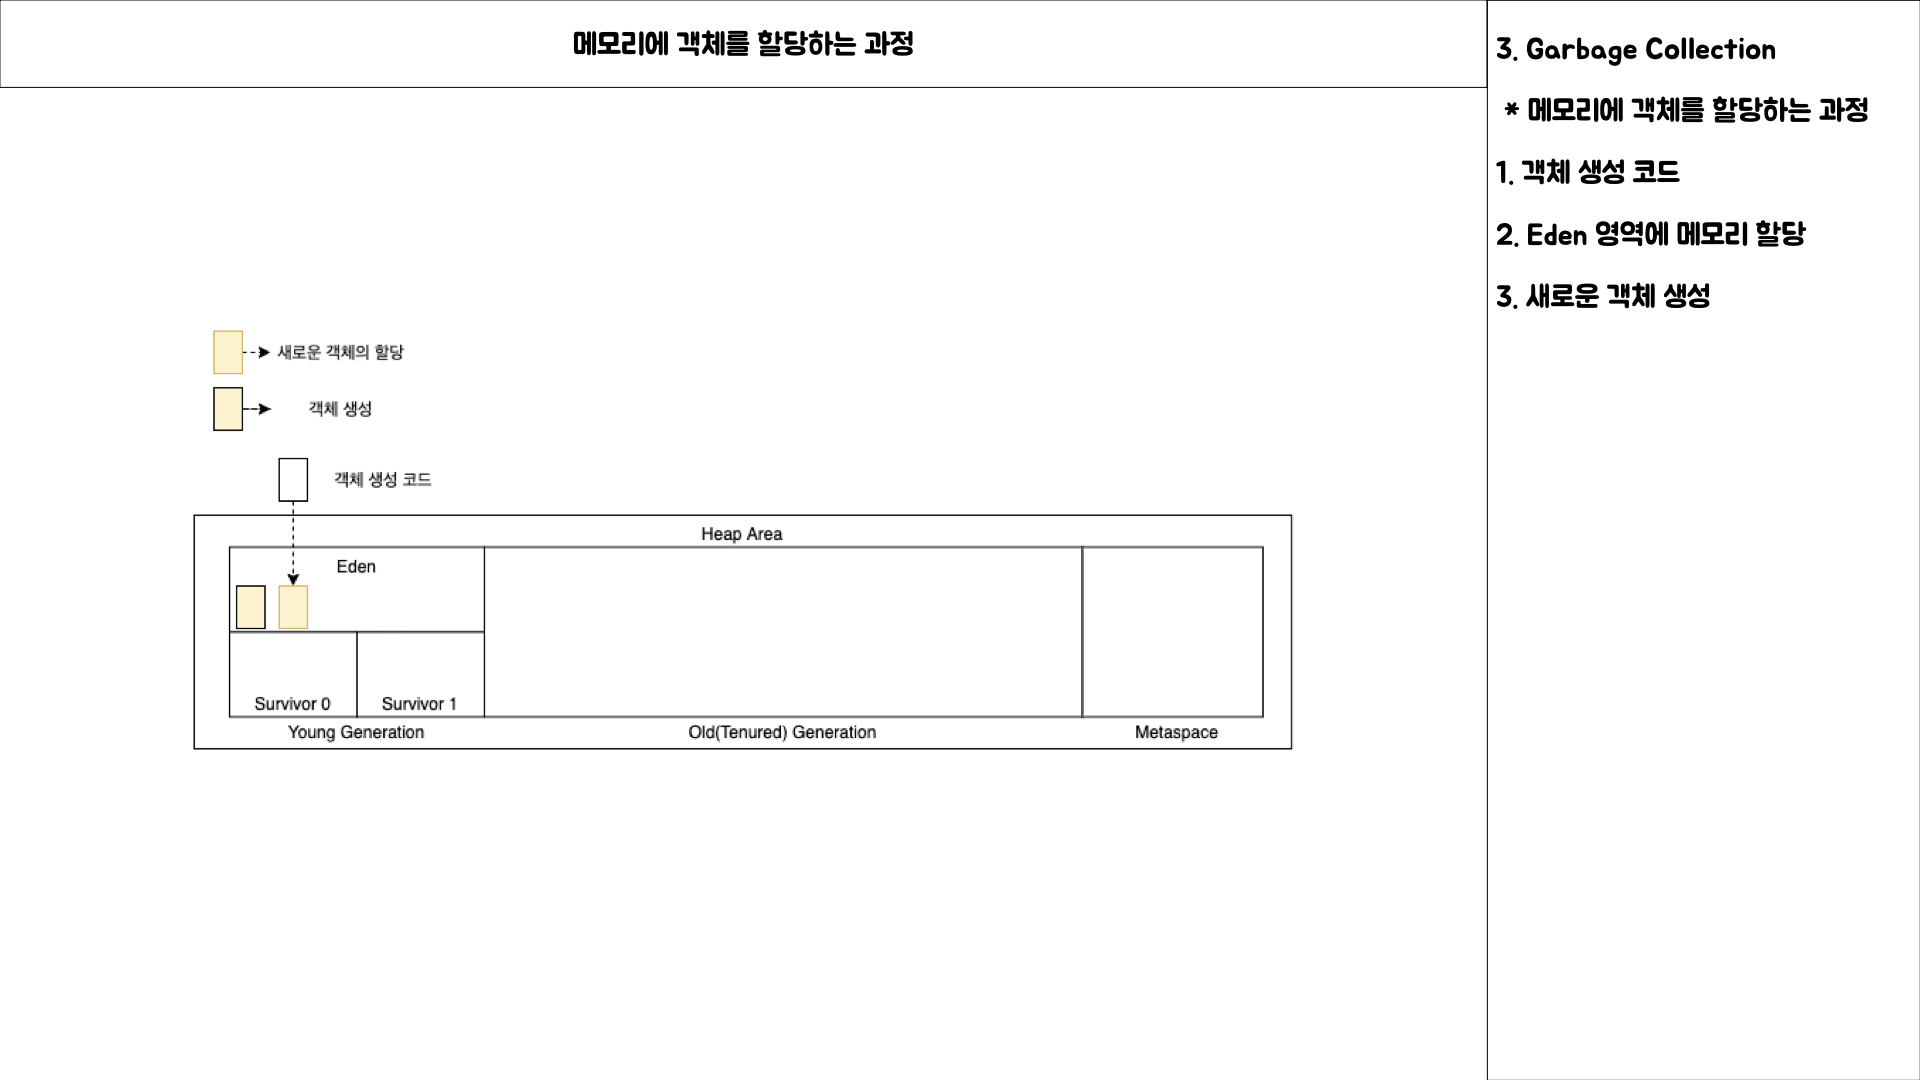 메모리에 객체를 할당하는 과정
새로운 객체의 할당
객체 생성
객체 생성 코드
Heap Area
Eden
Survivor 0
Survivor 1
Young Generation
Old(Tenured) Generation
Metaspace
3. Garbage Collection
* 메모리에 객체를 할당하는 과정
1. 객체 생성 코드
2. Eden 영역에 메모리 할당
3. 새로운 객체 생성